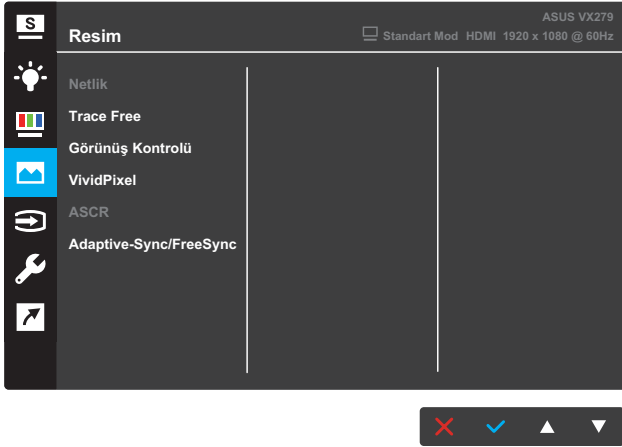 S
ASUS VX279
Resim
Standart Mod HDMI 1920 x 1080 @ 60Hz
Netlik
Trace Free
Görünüş Kontrolü
VividPixel
ASCR
Adaptive-Sync/FreeSync